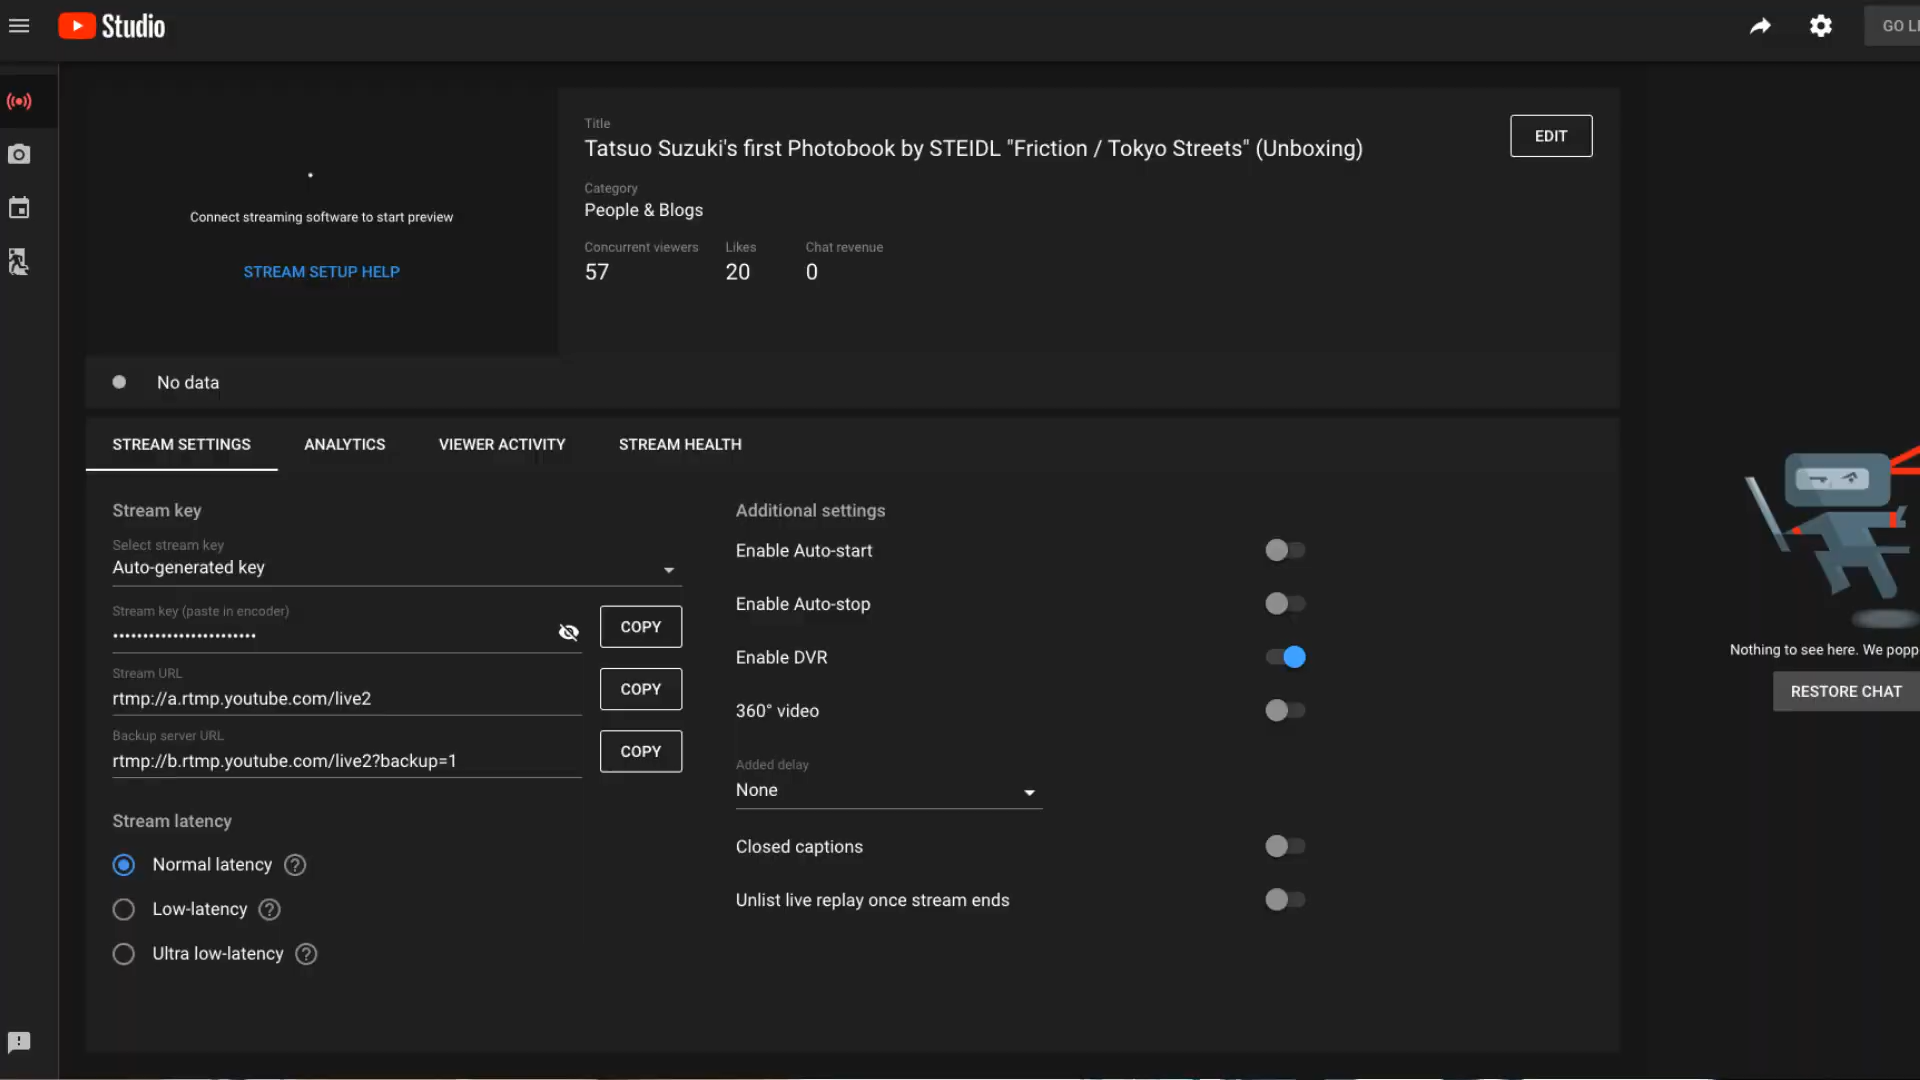 Studio
GO LI
Title
Tatsuo Suzuki's first Photobook by STEIDL "Friction / Tokyo Streets" (Unboxing)
EDIT
Category
People & Blogs
Concurrent viewers
Likes
Chat revenue
57
20
0
Connect streaming software to start preview
STREAM SETUP HELP
No data
STREAM SETTINGS
ANALYTICS
VIEWER ACTIVITY
STREAM HEALTH
Stream key
Select stream key
Auto-generated key
Stream key (paste in encoder)
••••••••••••••••••••••••
COPY
Stream URL
rtmp://a.rtmp.youtube.com/live2
COPY
Backup server URL
rtmp://b.rtmp.youtube.com/live2?backup=1
COPY
Stream latency
Normal latency
Low-latency
Ultra low-latency
Additional settings
Enable Auto-start
Enable Auto-stop
Enable DVR
360° video
Added delay
None
Closed captions
Unlist live replay once stream ends
Nothing to see here. We popp
RESTORE CHAT